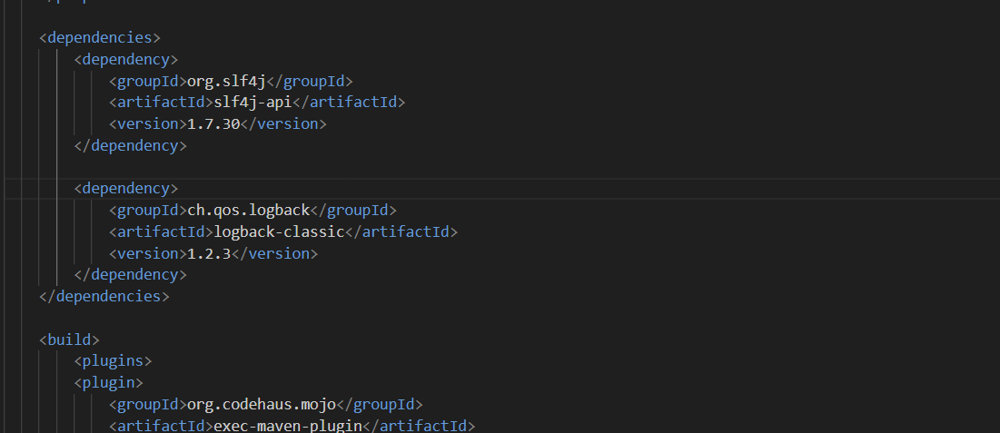 <dependencies>
<dependency>
<groupId>org.slf4j</groupId>
<artifactId>slf4j-api</artifactId>
<version>1.7.30</version>
</dependency>
<dependency>
<groupId>ch.qos.logback</groupId>
<artifactId>logback-classic</artifactId>
<version>1.2.3</version>
</dependency>
</dependencies>
<build>
<plugins>
<plugin>
<groupId>org.codehaus.mojo</groupId>
<artifactId>exec-maven-plugin</artifactId>